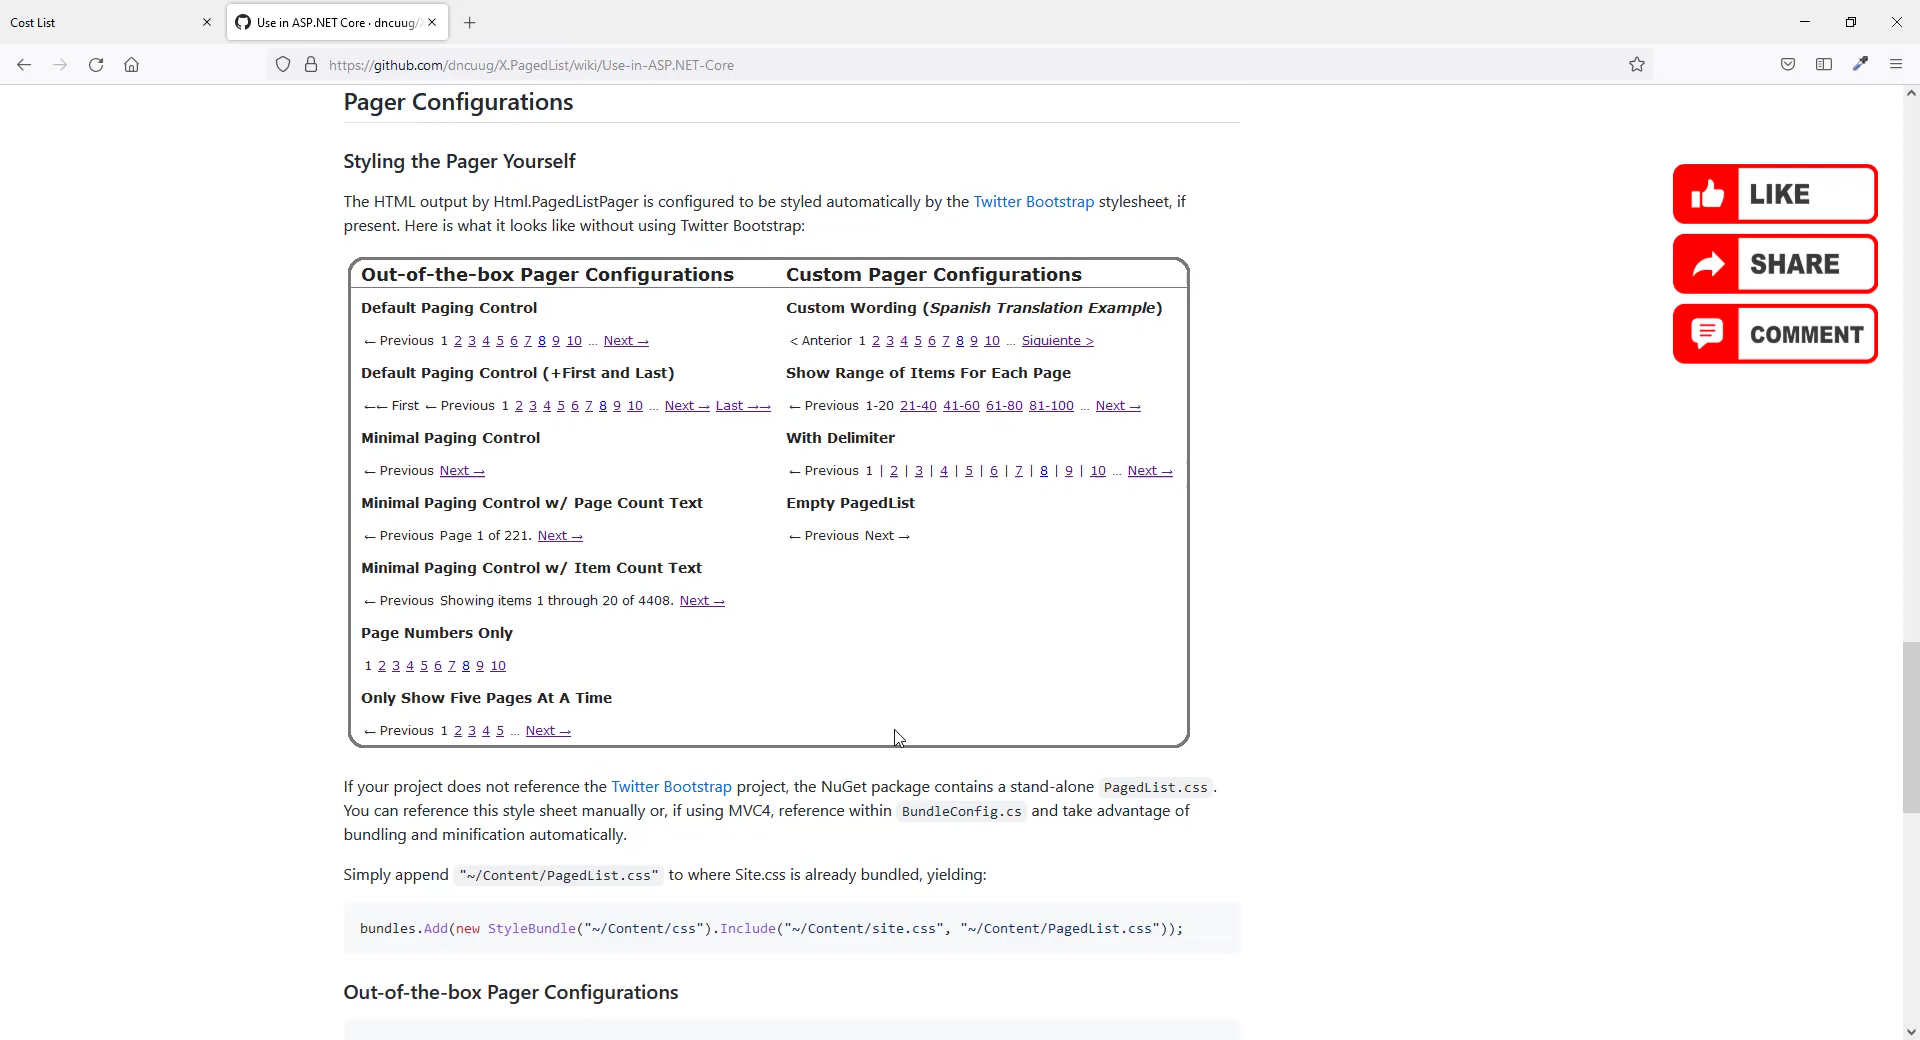 Cost List
Use in ASP.NET Core · dncuug/
https://github.com/dncuug/X.PagedList/wiki/Use-in-ASP.NET-Core
Pager Configurations
Styling the Pager Yourself
The HTML output by Html.PagedListPager is configured to be styled automatically by the Twitter Bootstrap stylesheet, if
present. Here is what it looks like without using Twitter Bootstrap:
Out-of-the-box Pager Configurations
Default Paging Control
← Previous 1 2 3 4 5 6 7 8 9 10 … Next →
Default Paging Control (+First and Last)
←← First ← Previous 1 2 3 4 5 6 7 8 9 10 … Next → Last →→
Minimal Paging Control
← Previous Next →
Minimal Paging Control w/ Page Count Text
← Previous Page 1 of 221. Next →
Minimal Paging Control w/ Item Count Text
← Previous Showing items 1 through 20 of 4408. Next →
Page Numbers Only
1 2 3 4 5 6 7 8 9 10
Only Show Five Pages At A Time
← Previous 1 2 3 4 5 … Next →
Custom Pager Configurations
Custom Wording (Spanish Translation Example)
< Anterior 1 2 3 4 5 6 7 8 9 10 … Siguiente >
Show Range of Items For Each Page
← Previous 1-20 21-40 41-60 61-80 81-100 … Next →
With Delimiter
← Previous 1 | 2 | 3 | 4 | 5 | 6 | 7 | 8 | 9 | 10 … Next →
Empty PagedList
← Previous Next →
If your project does not reference the Twitter Bootstrap project, the NuGet package contains a stand-alone PagedList.css.
You can reference this style sheet manually or, if using MVC4, reference within BundleConfig.cs and take advantage of
bundling and minification automatically.
Simply append "~/Content/PagedList.css" to where Site.css is already bundled, yielding:
bundles.Add(new StyleBundle("~/Content/css").Include("~/Content/site.css", "~/Content/PagedList.css"));
Out-of-the-box Pager Configurations
LIKE
SHARE
COMMENT